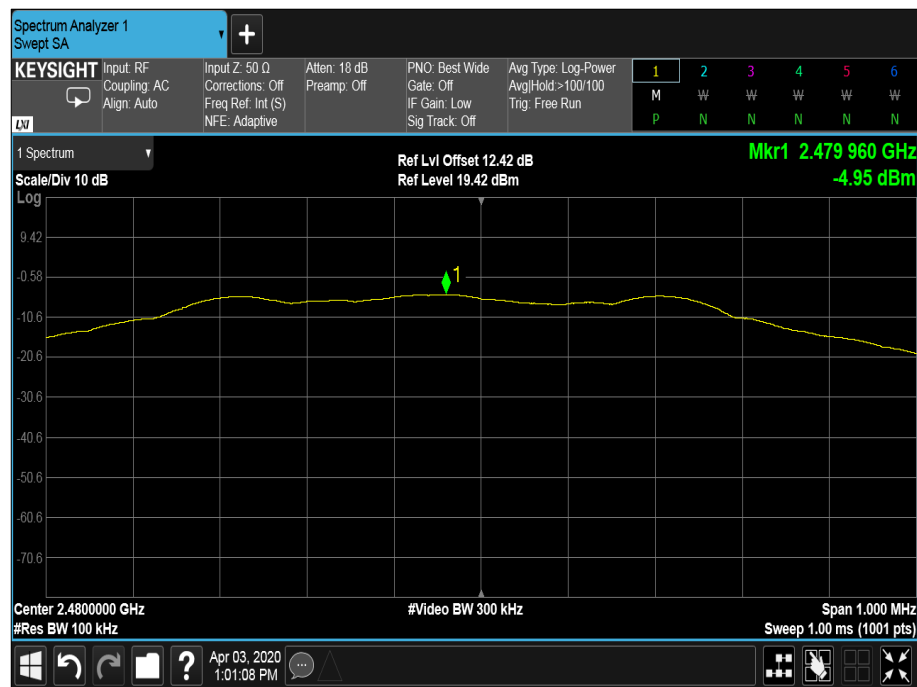 Spectrum Analyzer 1
Swept SA
KEYSIGHT
LXI
Input: RF
Coupling: AC
Align: Auto
Input Z: 50 Ω
Corrections: Off
Freq Ref: Int (S)
NFE: Adaptive
Atten: 18 dB
Preamp: Off
PNO: Best Wide
Gate: Off
IF Gain: Low
Sig Track: Off
Avg Type: Log-Power
Avg|Hold:>100/100
Trig: Free Run
1 2 3 4 5 6
M W W W W W
P N N N N N
1 Spectrum
Scale/Div 10 dB
Log
Ref Lvl Offset 12.42 dB
Ref Level 19.42 dBm
Mkr1 2.479 960 GHz
-4.95 dBm
9.42
-0.58
1
-10.6
-20.6
-30.6
-40.6
-50.6
-60.6
-70.6
Center 2.4800000 GHz
#Res BW 100 kHz
#Video BW 300 kHz
Span 1.000 MHz
Sweep 1.00 ms (1001 pts)
?
Apr 03, 2020
1:01:08 PM